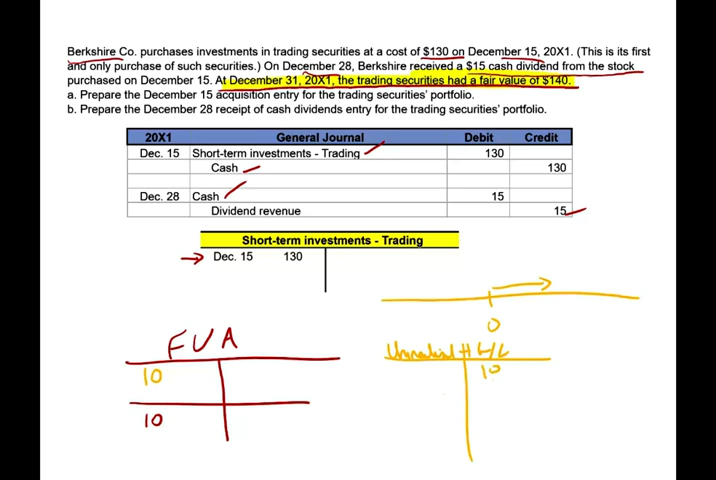 Berkshire Co. purchases investments in trading securities at a cost of $130 on December 15, 20X1. (This is its first
and only purchase of such securities.) On December 28, Berkshire received a $15 cash dividend from the stock
purchased on December 15. At December 31, 20X1, the trading securities had a fair value of $140.
a. Prepare the December 15 acquisition entry for the trading securities' portfolio.
b. Prepare the December 28 receipt of cash dividends entry for the trading securities' portfolio.
20X1 General Journal Debit Credit
Dec. 15 Short-term investments - Trading 130
Cash 130
Dec. 28 Cash 15
Dividend revenue 15
Short-term investments - Trading
Dec. 15 130
0
FVA
10
10
G/L
10